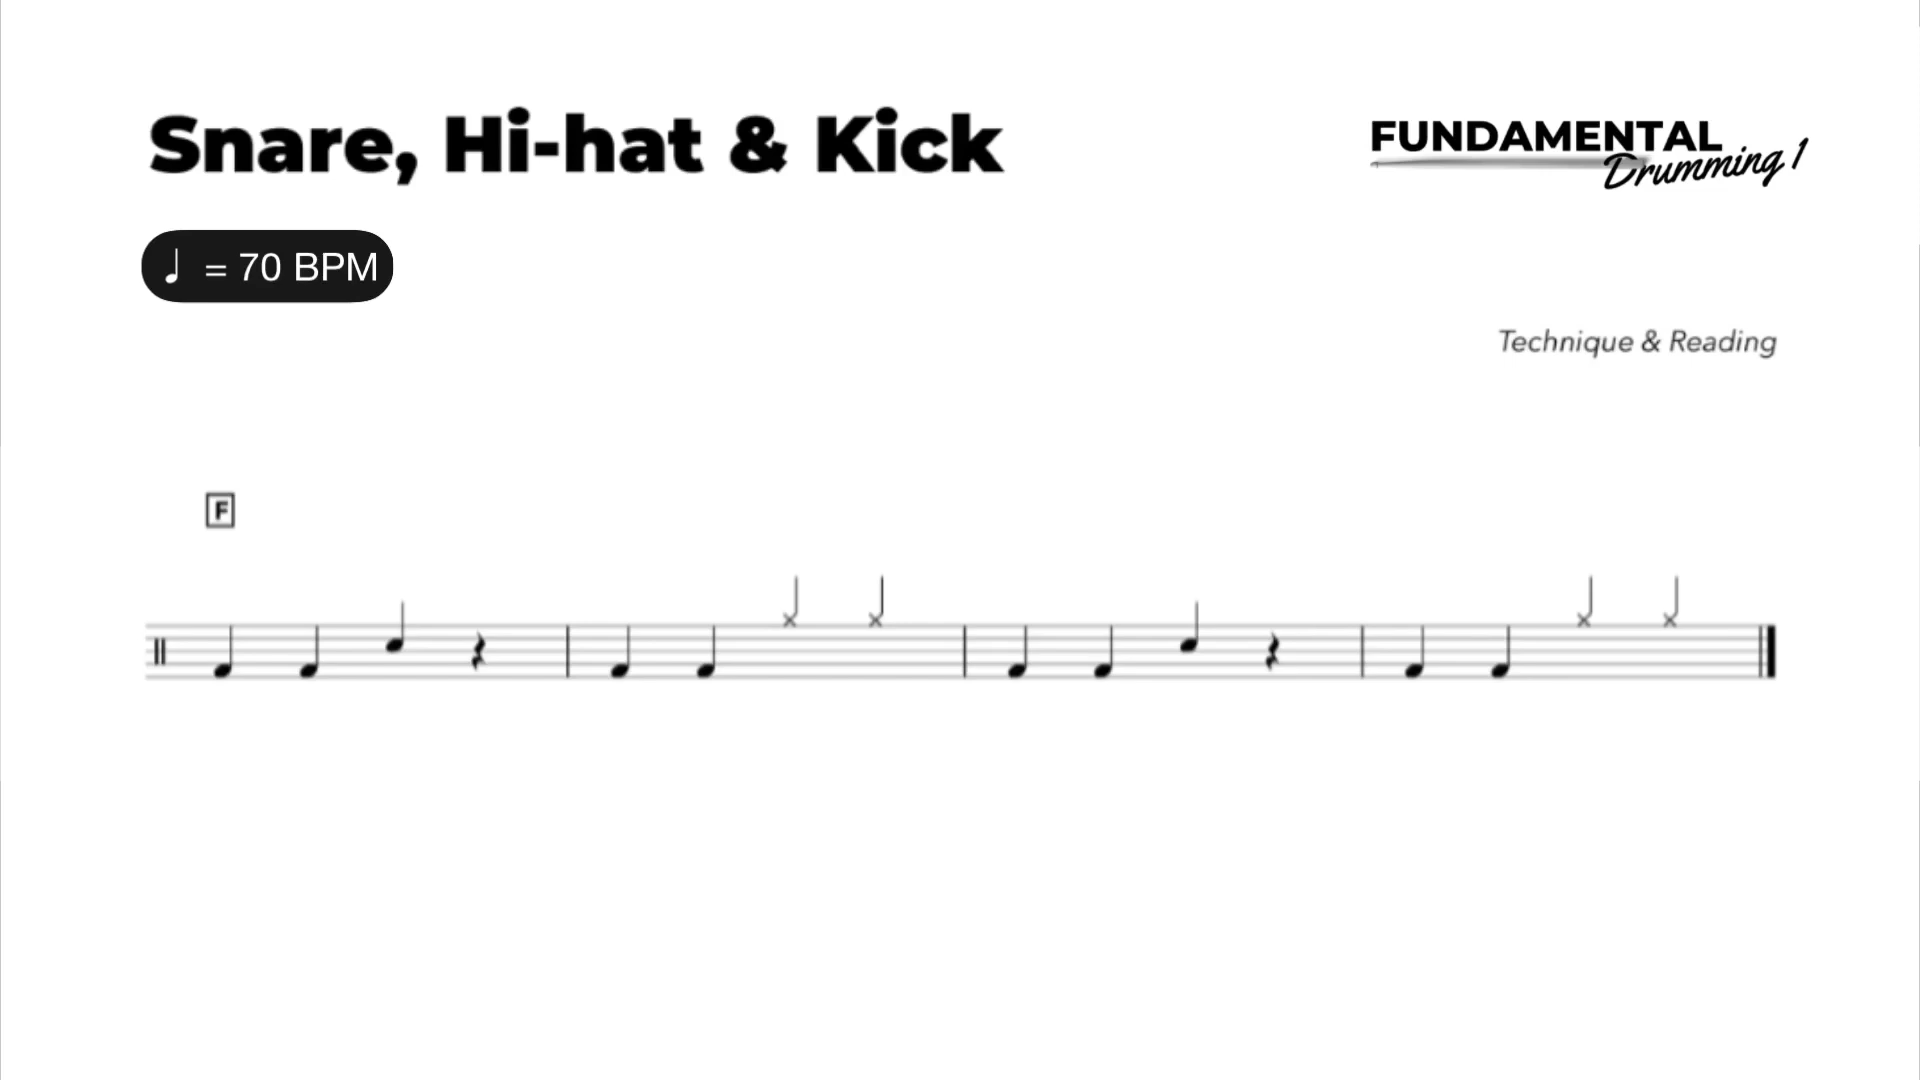 Snare, Hi-hat & Kick
FUNDAMENTAL
Drumming 1
♩ = 70 BPM
Technique & Reading
F